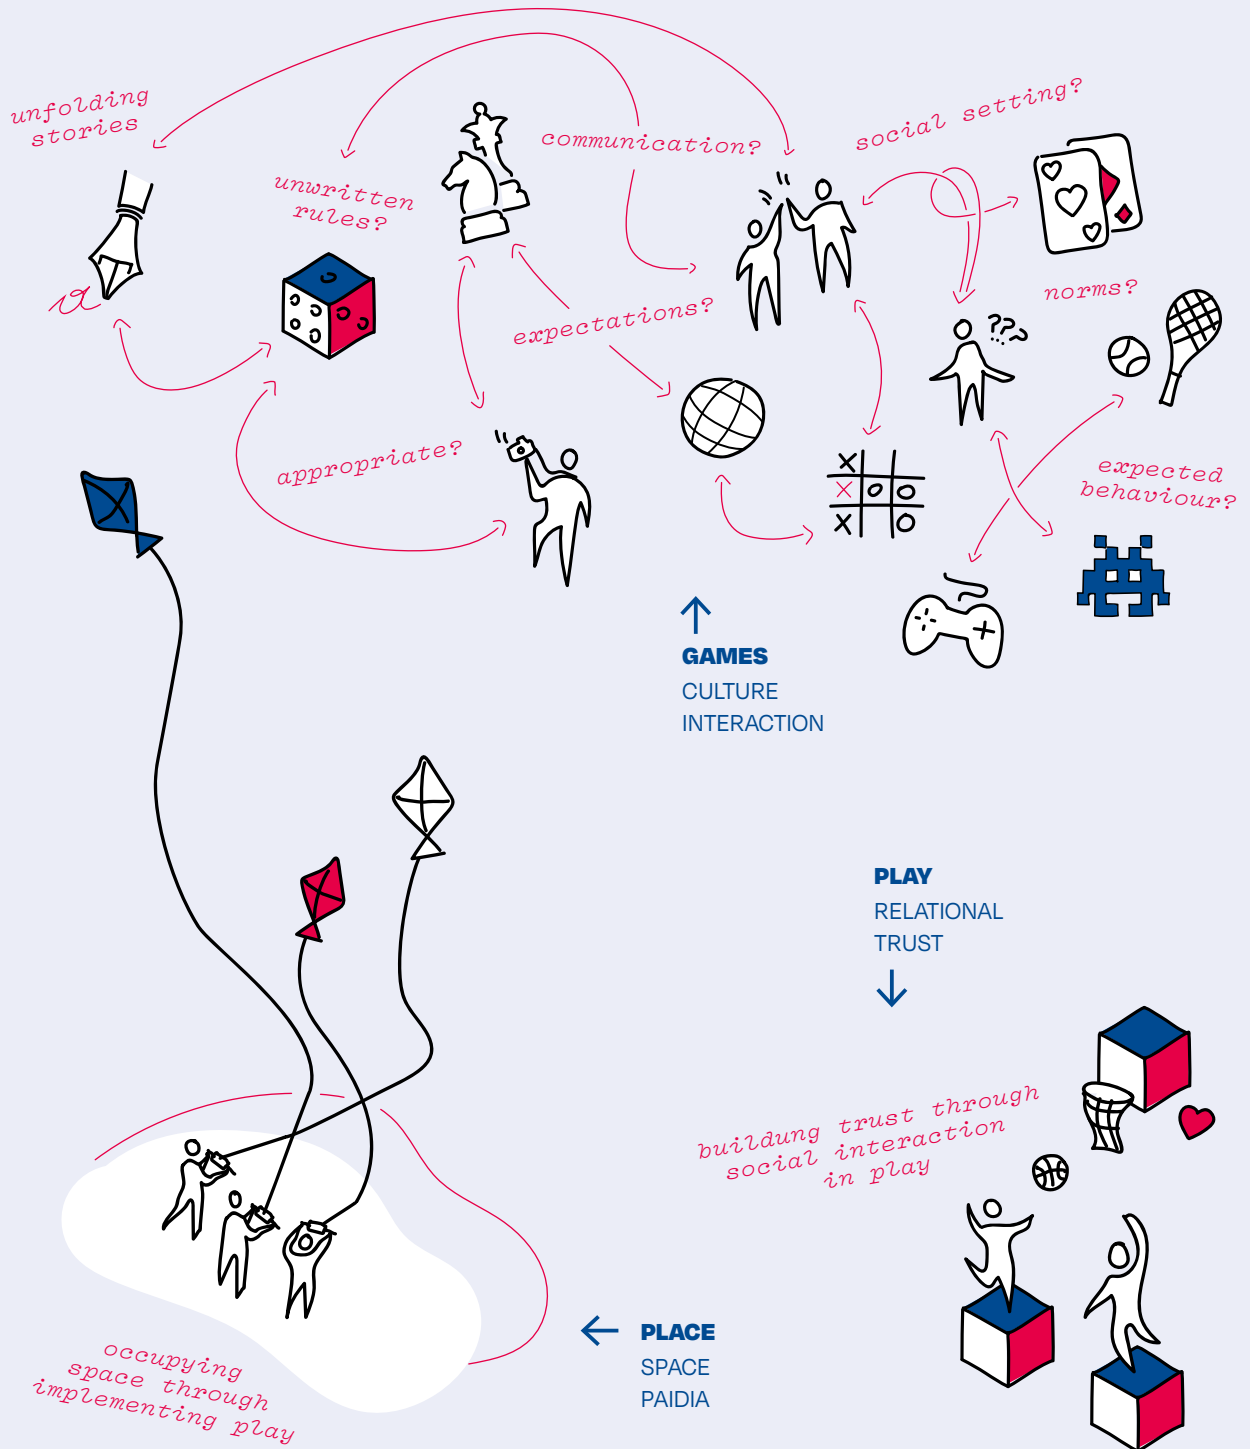 unfolding
stories
unwritten
rules?
communication?
social setting?
norms?
expectations?
appropriate?
expected
behaviour?
a
???
X
X O O
X O
GAMES
CULTURE
INTERACTION
PLAY
RELATIONAL
TRUST
buildung trust through
social interaction
in play
PLACE
SPACE
PAIDIA
occupying
space through
implementing play